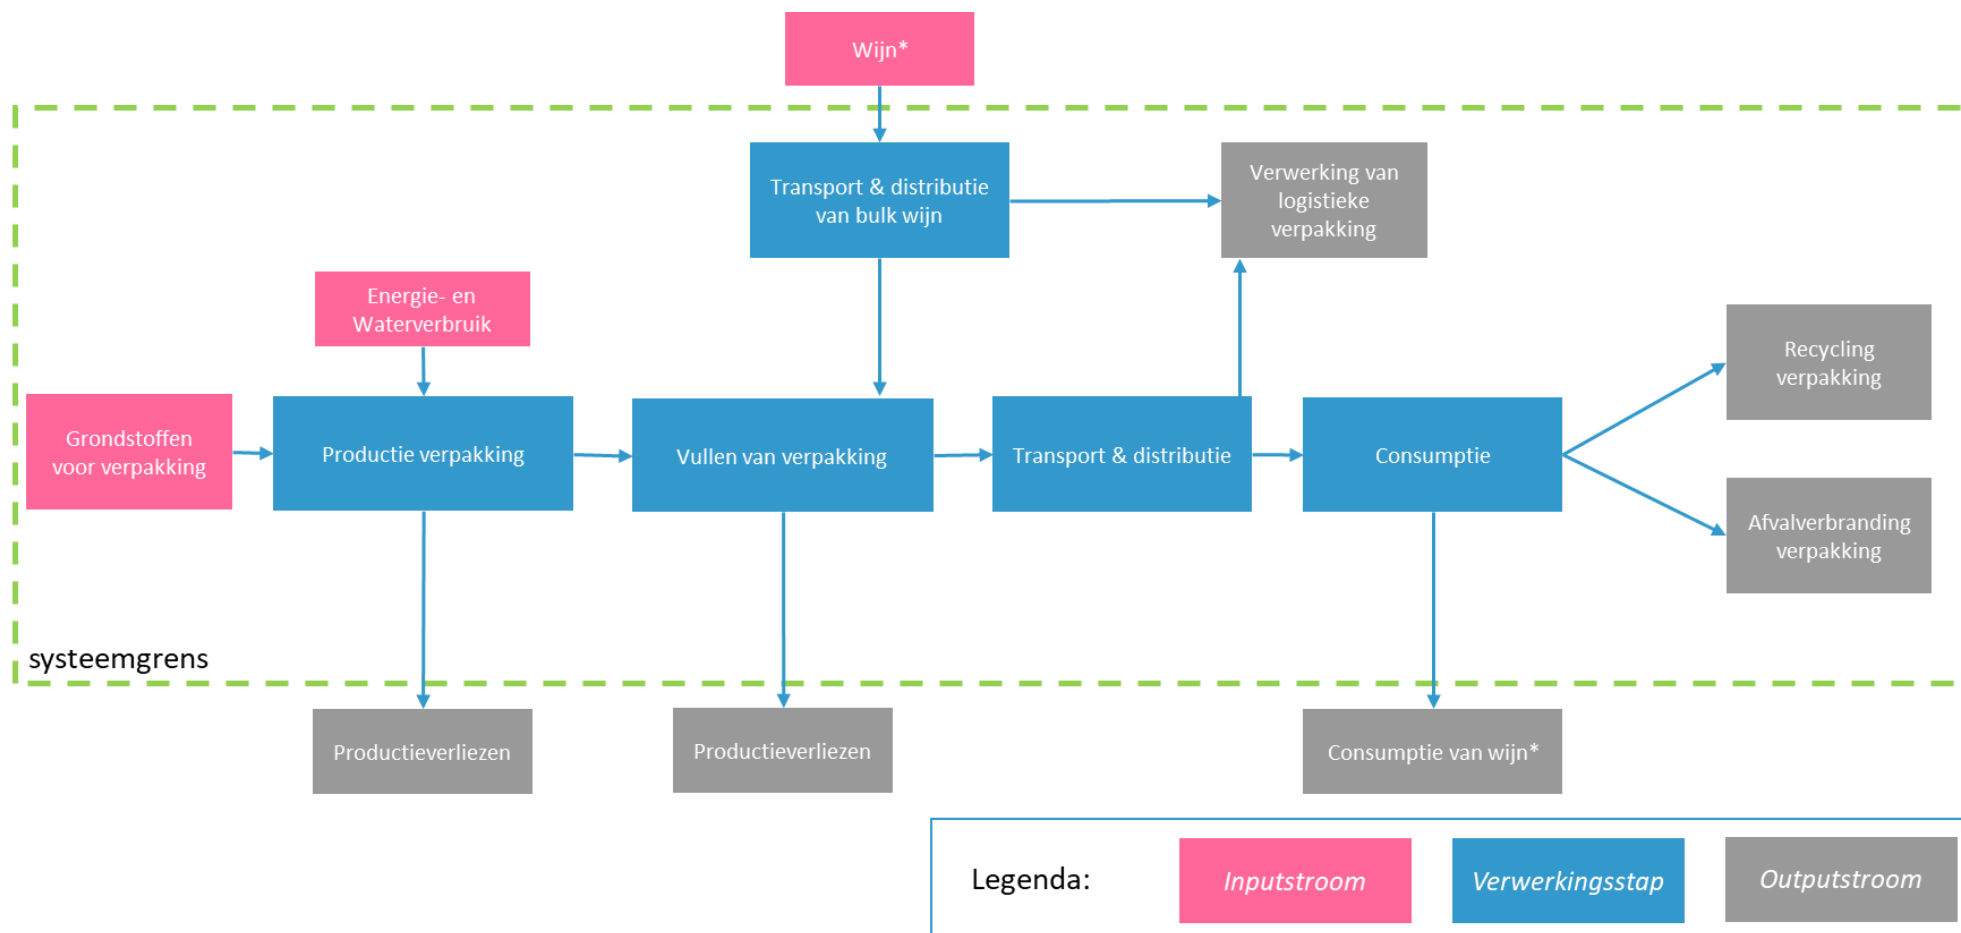 Wijn*
Transport & distributie
van bulk wijn
Verwerking van
logistieke
verpakking
Energie- en
Waterverbruik
Recycling
verpakking
Grondstoffen
voor verpakking
Productie verpakking
Vullen van verpakking
Transport & distributie
Consumptie
Afvalverbranding
verpakking
systeemgrens
Productieverliezen
Productieverliezen
Consumptie van wijn*
Legenda:
Inputstroom
Verwerkingsstap
Outputstroom